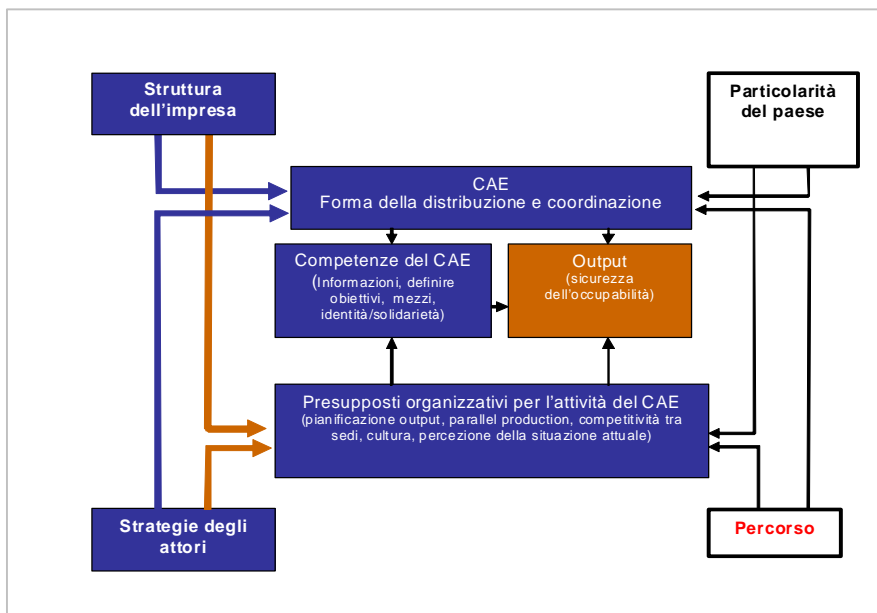 Struttura
dell'impresa
Particolarità
del paese
CAE
Forma della distribuzione e coordinazione
Competenze del CAE
(Informazioni, definire
obiettivi, mezzi,
identità/solidarietà)
Output
(sicurezza
dell'occupabilità)
Presupposti organizzativi per l'attività del CAE
(pianificazione output, parallel production, competitività tra
sedi, cultura, percezione della situazione attuale)
Strategie degli
attori
Percorso